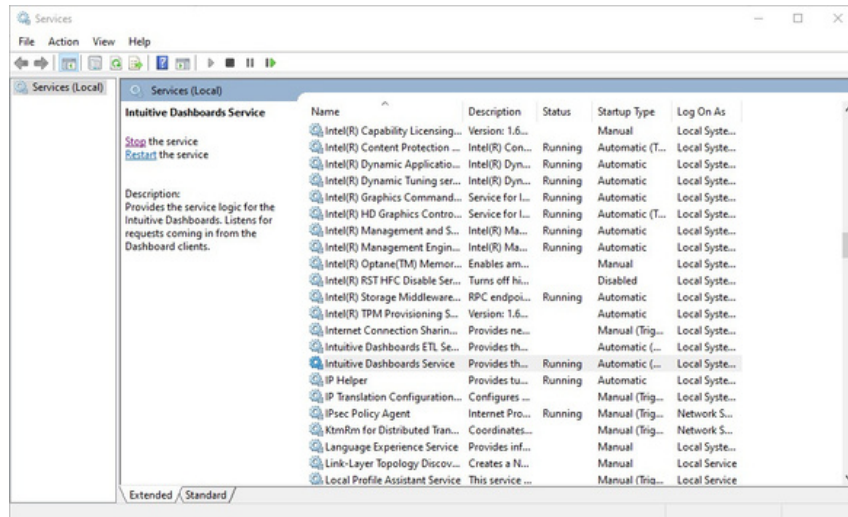 Services
File Action View Help
Services (Local)
Services (Local)
Intuitive Dashboards Service
Stop the service
Restart the service
Description:
Provides the service logic for the
Intuitive Dashboards. Listens for
requests coming in from the
Dashboard clients.
Name Description Status Startup Type Log On As
Intel(R) Capability Licensing... Version: 1.6... Manual Local Syste...
Intel(R) Content Protection ... Intel(R) Con... Running Automatic (T... Local Syste...
Intel(R) Dynamic Applicatio... Intel(R) Dyn... Running Automatic Local Syste...
Intel(R) Dynamic Tuning ser... Intel(R) Dyn... Running Automatic Local Syste...
Intel(R) Graphics Command... Service for I... Running Automatic Local Syste...
Intel(R) HD Graphics Contro... Service for I... Running Automatic (T... Local Syste...
Intel(R) Management and S... Intel(R) Ma... Running Automatic Local Syste...
Intel(R) Management Engin... Intel(R) Ma... Running Automatic Local Syste...
Intel(R) Optane(TM) Memor... Enables am... Manual Local Syste...
Intel(R) RST HFC Disable Ser... Turns off hi... Disabled Local Syste...
Intel(R) Storage Middleware... RPC endpoi... Running Automatic Local Syste...
Intel(R) TPM Provisioning S... Version: 1.6... Automatic Local Syste...
Internet Connection Sharin... Provides ne... Manual (Trig... Local Syste...
Intuitive Dashboards ETL Se... Provides th... Automatic (... Local Syste...
Intuitive Dashboards Service Provides th... Running Automatic (... Local Syste...
IP Helper Provides tu... Running Automatic Local Syste...
IP Translation Configuration... Configures ... Manual (Trig... Local Syste...
IPsec Policy Agent Internet Pro... Running Manual (Trig... Network S...
KtmRm for Distributed Tran... Coordinates... Manual (Trig... Network S...
Language Experience Service Provides inf... Manual Local Syste...
Link-Layer Topology Discov... Creates a N... Manual Local Service
Local Profile Assistant Service This service ... Manual (Trig... Local Service
Extended Standard